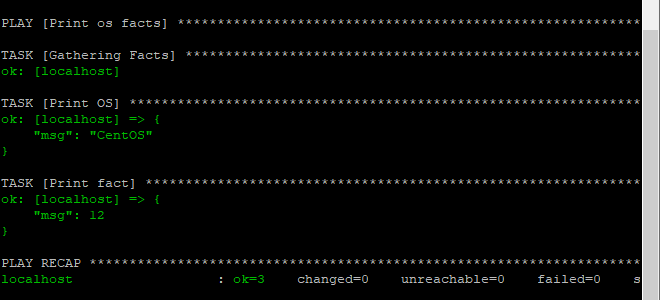 PLAY [Print os facts] **********************************************************
TASK [Gathering Facts] *********************************************************
ok: [localhost]
TASK [Print OS] ****************************************************************
ok: [localhost] => {
    "msg": "CentOS"
}
TASK [Print fact] **************************************************************
ok: [localhost] => {
    "msg": 12
}
PLAY RECAP *********************************************************************
localhost                  : ok=3    changed=0    unreachable=0    failed=0    s